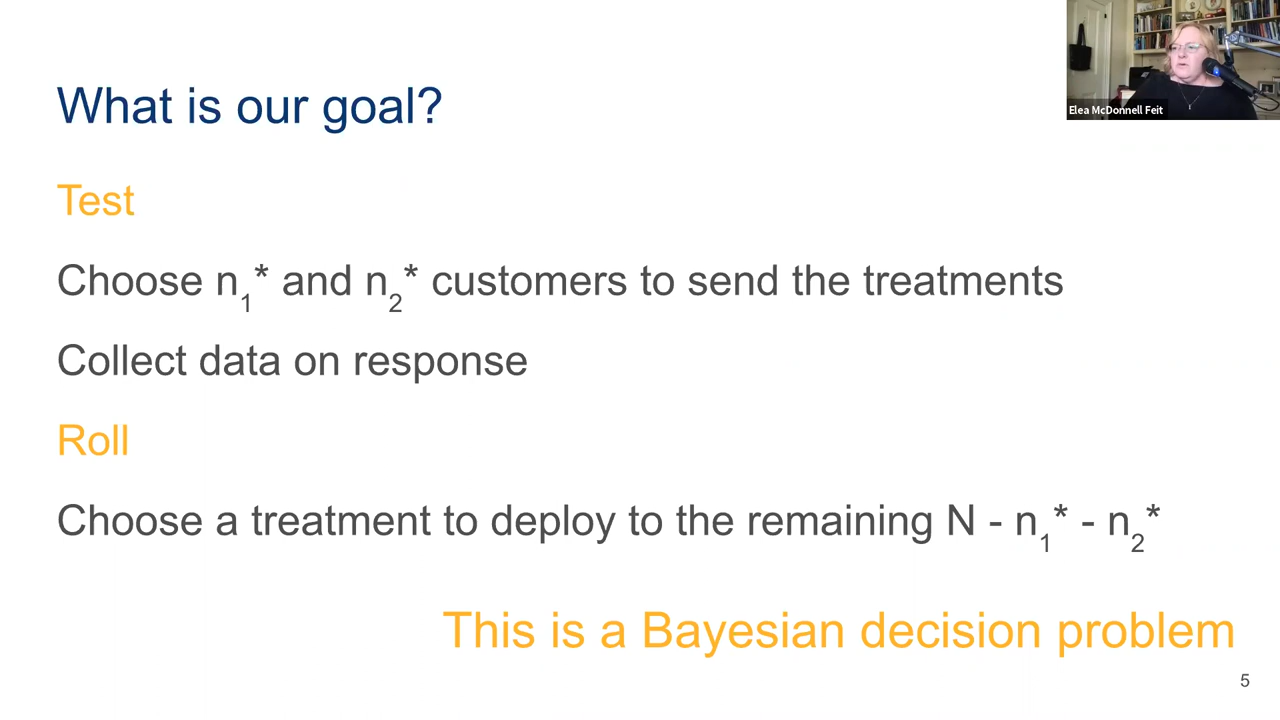 What is our goal?
Elea McDonnell Feit
Test
Choose n1* and n2* customers to send the treatments
Collect data on response
Roll
Choose a treatment to deploy to the remaining N - n1* - n2*
This is a Bayesian decision problem
5